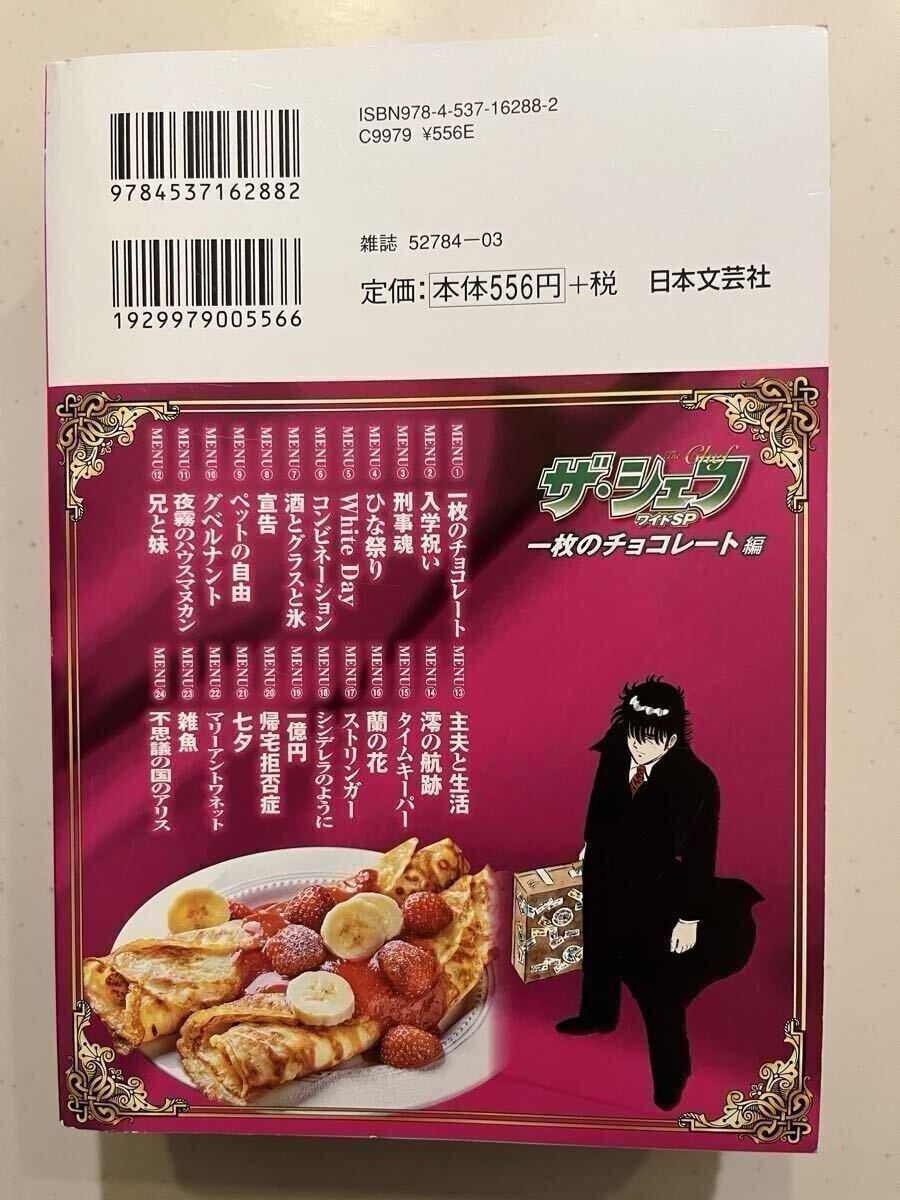 ISBN978-4-537-16288-2
C9979 ¥556E
9784537162882
雑誌 52784-03
1929979005566
定価:本体556円+税 日本文芸社
The Chef
ザ・シェフ
ワイドSP
一枚のチョコレート編
MENU① 一枚のチョコレート
MENU② 入学祝い
MENU③ 刑事魂
MENU④ ひな祭り
MENU⑤ White Day
MENU⑥ コンビネーション
MENU⑦ 酒とグラスと氷
MENU⑧ 宣告
MENU⑨ ペットの自由
MENU⑩ グベルナント
MENU⑪ 夜霧のハウスマヌカン
MENU⑫ 兄と妹
MENU⑬ 主夫と生活
MENU⑭ 澪の航跡
MENU⑮ タイムキーパー
MENU⑯ 蘭の花
MENU⑰ ストリンガー
MENU⑱ シンデレラのように
MENU⑲ 一億円
MENU⑳ 帰宅拒否症
MENU㉑ 七夕
MENU㉒ マリーアントワネット
MENU㉓ 雑魚
MENU㉔ 不思議の国のアリス